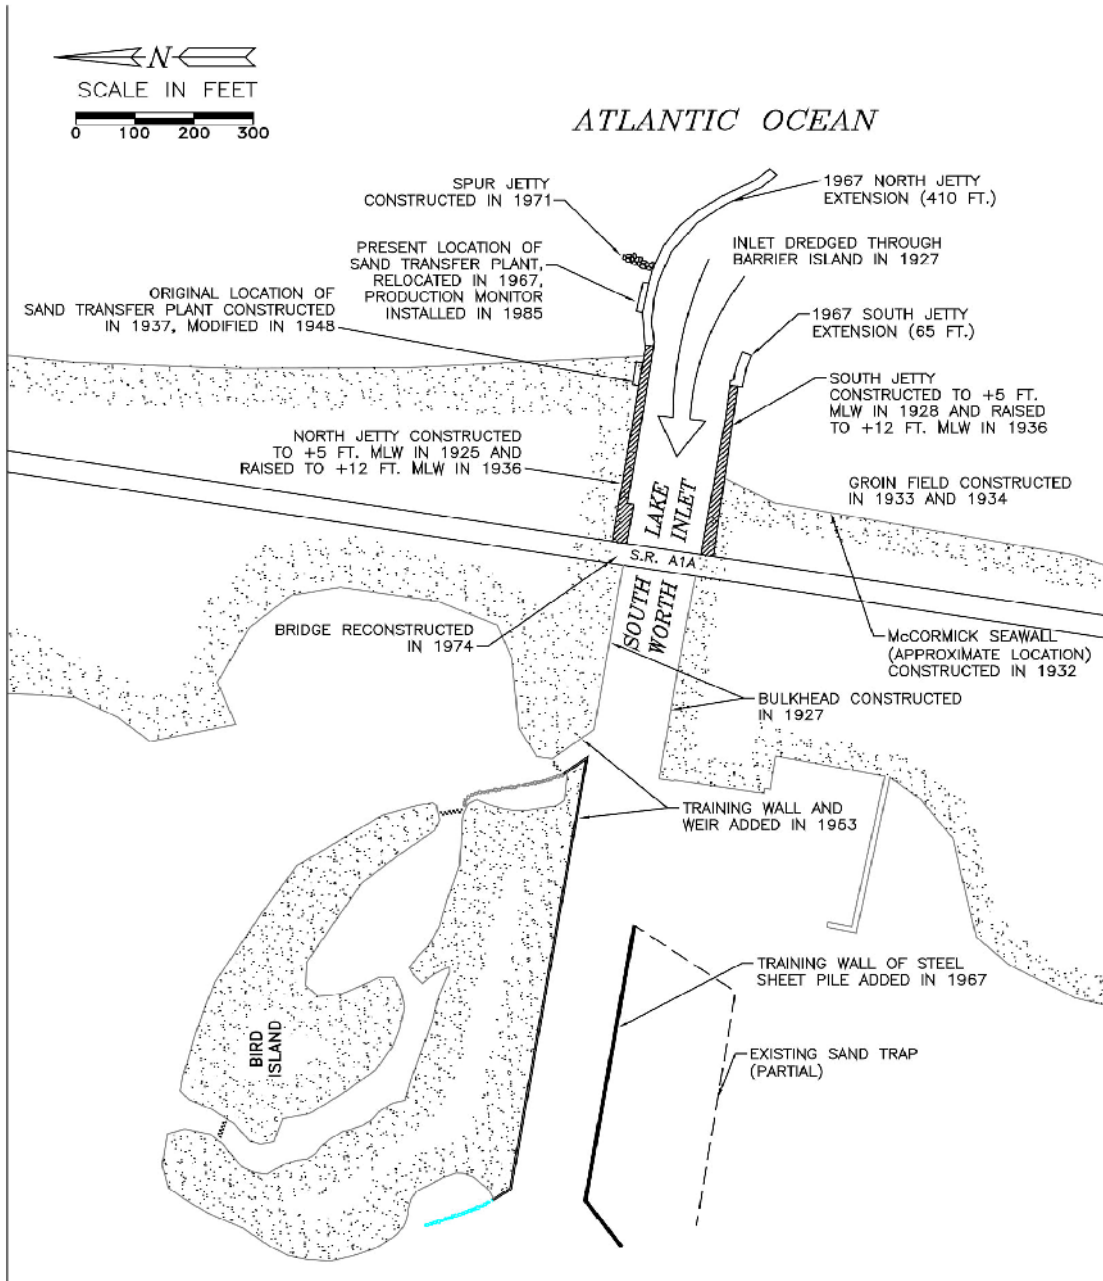 N
SCALE IN FEET
0 100 200 300
ATLANTIC OCEAN
SPUR JETTY
CONSTRUCTED IN 1971
1967 NORTH JETTY
EXTENSION (410 FT.)
PRESENT LOCATION OF
SAND TRANSFER PLANT,
RELOCATED IN 1967,
PRODUCTION MONITOR
INSTALLED IN 1985
INLET DREDGED THROUGH
BARRIER ISLAND IN 1927
ORIGINAL LOCATION OF
SAND TRANSFER PLANT CONSTRUCTED
IN 1937, MODIFIED IN 1948
1967 SOUTH JETTY
EXTENSION (65 FT.)
SOUTH JETTY
CONSTRUCTED TO +5 FT.
MLW IN 1928 AND RAISED
TO +12 FT. MLW IN 1936
NORTH JETTY CONSTRUCTED
TO +5 FT. MLW IN 1925 AND
RAISED TO +12 FT. MLW IN 1936
GROIN FIELD CONSTRUCTED
IN 1933 AND 1934
SOUTH LAKE
WORTH INLET
S.R. A1A
BRIDGE RECONSTRUCTED
IN 1974
McCORMICK SEAWALL
(APPROXIMATE LOCATION)
CONSTRUCTED IN 1932
BULKHEAD CONSTRUCTED
IN 1927
TRAINING WALL AND
WEIR ADDED IN 1953
TRAINING WALL OF STEEL
SHEET PILE ADDED IN 1967
BIRD
ISLAND
EXISTING SAND TRAP
(PARTIAL)